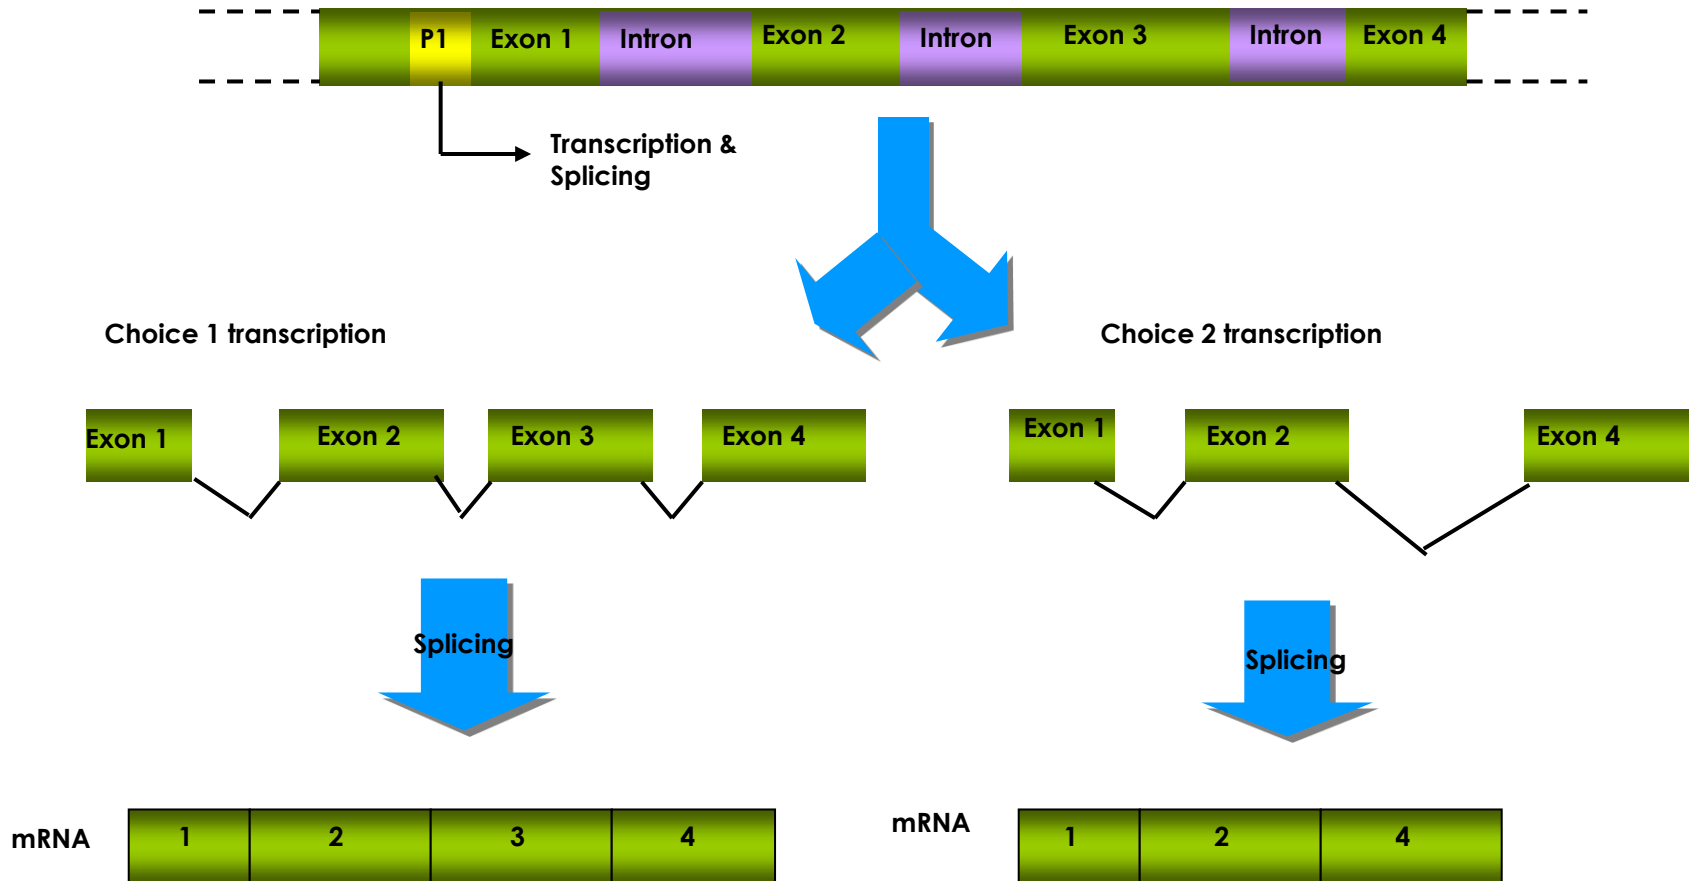 P1 Exon 1 Intron Exon 2 Intron Exon 3 Intron Exon 4
Transcription &
Splicing
Choice 1 transcription
Choice 2 transcription
Exon 1 Exon 2 Exon 3 Exon 4
Exon 1 Exon 2 Exon 4
Splicing
Splicing
mRNA 1 2 3 4
mRNA 1 2 4